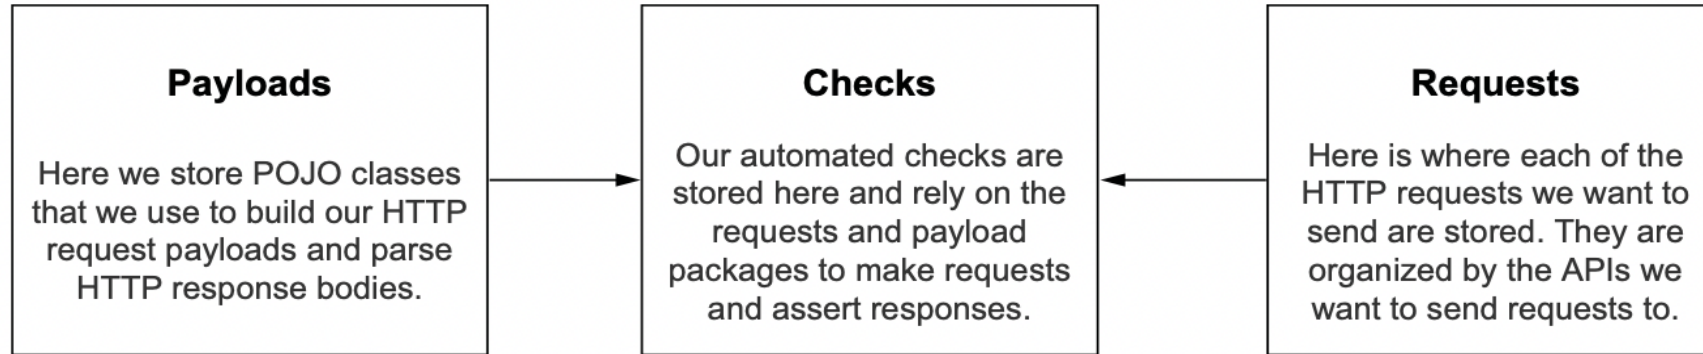 Payloads
Here we store POJO classes
that we use to build our HTTP
request payloads and parse
HTTP response bodies.
Checks
Our automated checks are
stored here and rely on the
requests and payload
packages to make requests
and assert responses.
Requests
Here is where each of the
HTTP requests we want to
send are stored. They are
organized by the APIs we
want to send requests to.